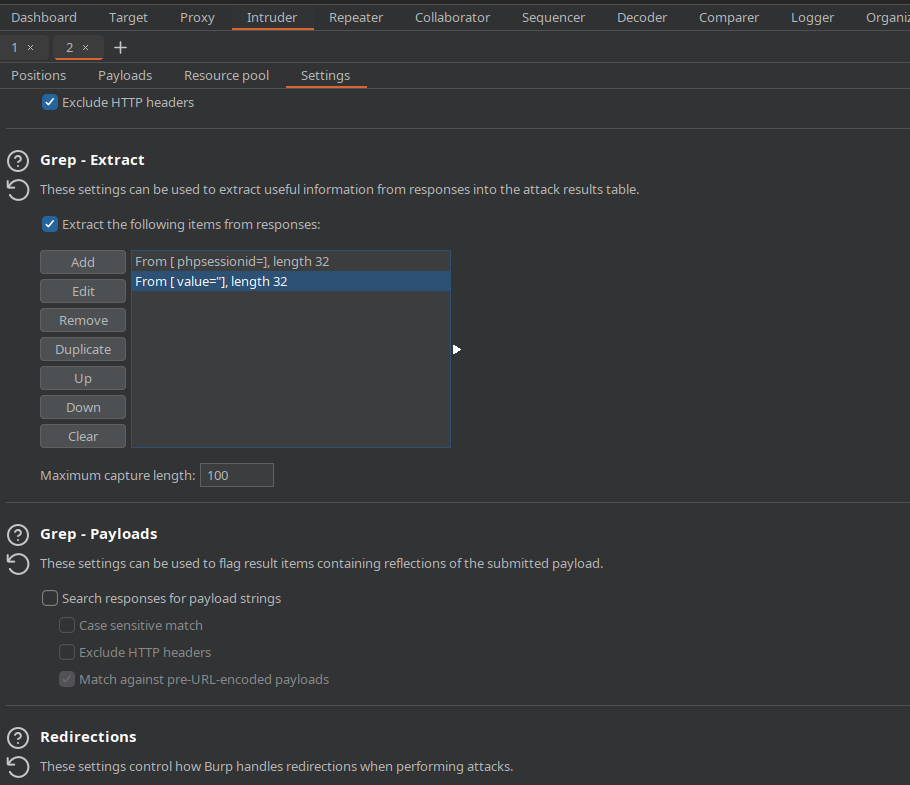 Dashboard Target Proxy Intruder Repeater Collaborator Sequencer Decoder Comparer Logger Organiz
1 × 2 × +
Positions Payloads Resource pool Settings
Exclude HTTP headers
? Grep - Extract
These settings can be used to extract useful information from responses into the attack results table.
Extract the following items from responses:
Add
Edit
Remove
Duplicate
Up
Down
Clear
From [ phpsessionid=], length 32
From [ value="], length 32
Maximum capture length: 100
? Grep - Payloads
These settings can be used to flag result items containing reflections of the submitted payload.
Search responses for payload strings
Case sensitive match
Exclude HTTP headers
Match against pre-URL-encoded payloads
? Redirections
These settings control how Burp handles redirections when performing attacks.